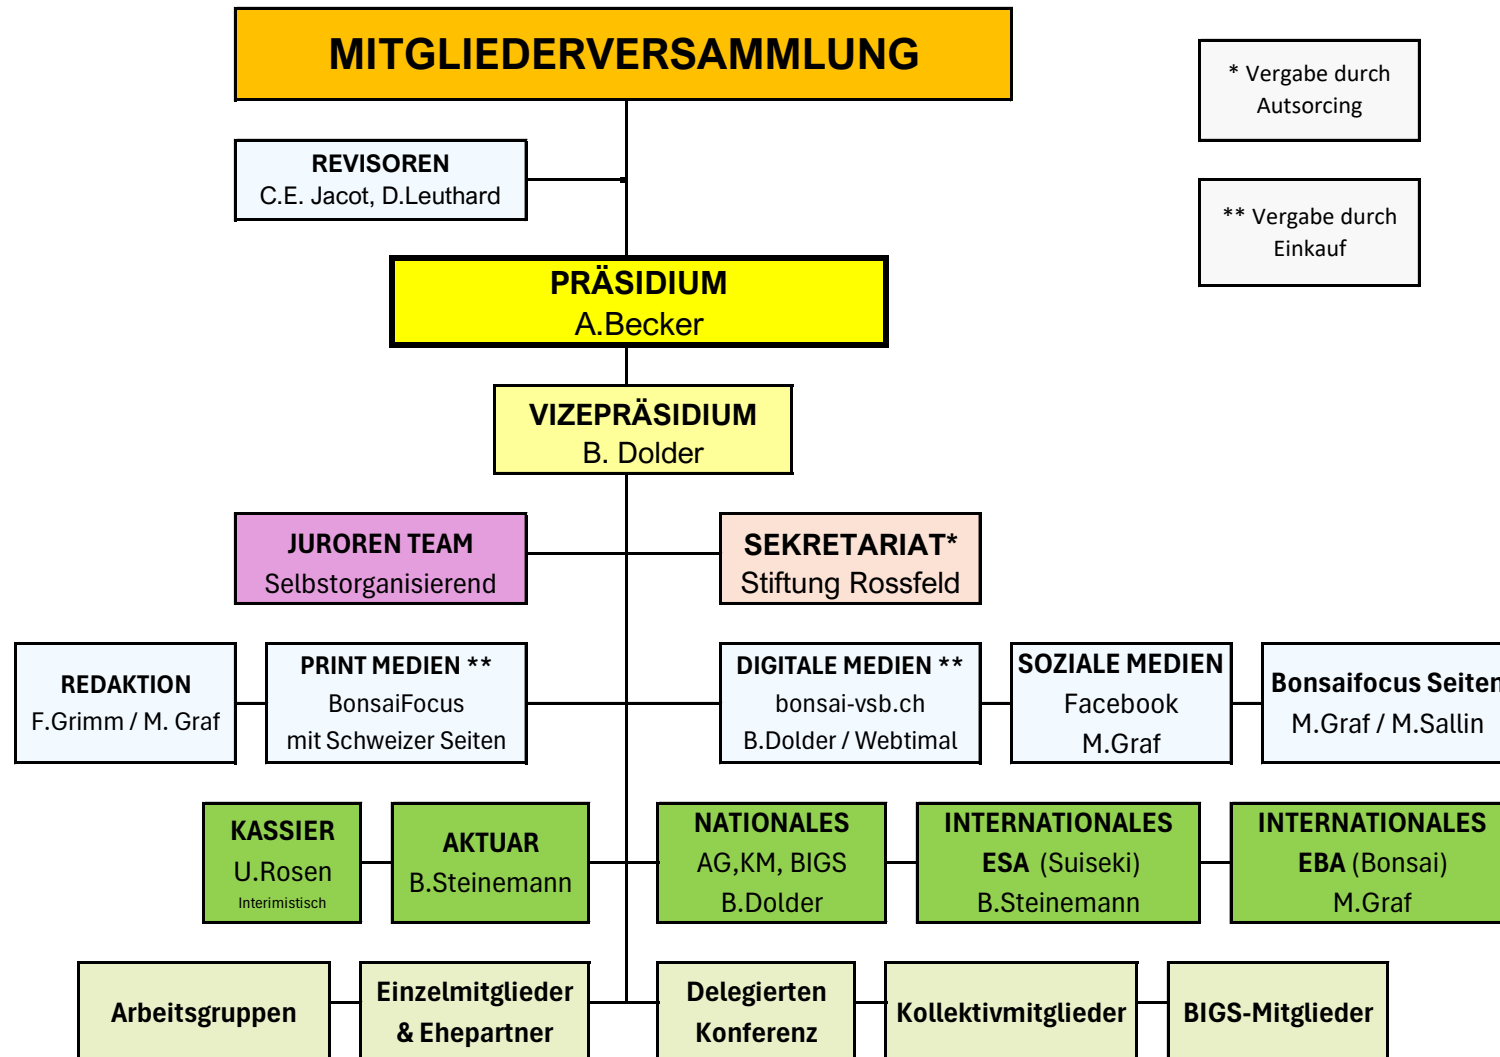 MITGLIEDERVERSAMMLUNG
* Vergabe durch
Autsorcing
REVISOREN
C.E. Jacot, D.Leuthard
** Vergabe durch
Einkauf
PRÄSIDIUM
A.Becker
VIZEPRÄSIDIUM
B. Dolder
JUROREN TEAM
Selbstorganisierend
SEKRETARIAT*
Stiftung Rossfeld
REDAKTION
F.Grimm / M. Graf
PRINT MEDIEN **
BonsaiFocus
mit Schweizer Seiten
DIGITALE MEDIEN **
bonsai-vsb.ch
B.Dolder / Webtimal
SOZIALE MEDIEN
Facebook
M.Graf
Bonsaifocus Seiten
M.Graf / M.Sallin
KASSIER
U.Rosen
Interimistisch
AKTUAR
B.Steinemann
NATIONALES
AG,KM, BIGS
B.Dolder
INTERNATIONALES
ESA (Suiseki)
B.Steinemann
INTERNATIONALES
EBA (Bonsai)
M.Graf
Arbeitsgruppen
Einzelmitglieder
& Ehepartner
Delegierten
Konferenz
Kollektivmitglieder
BIGS-Mitglieder